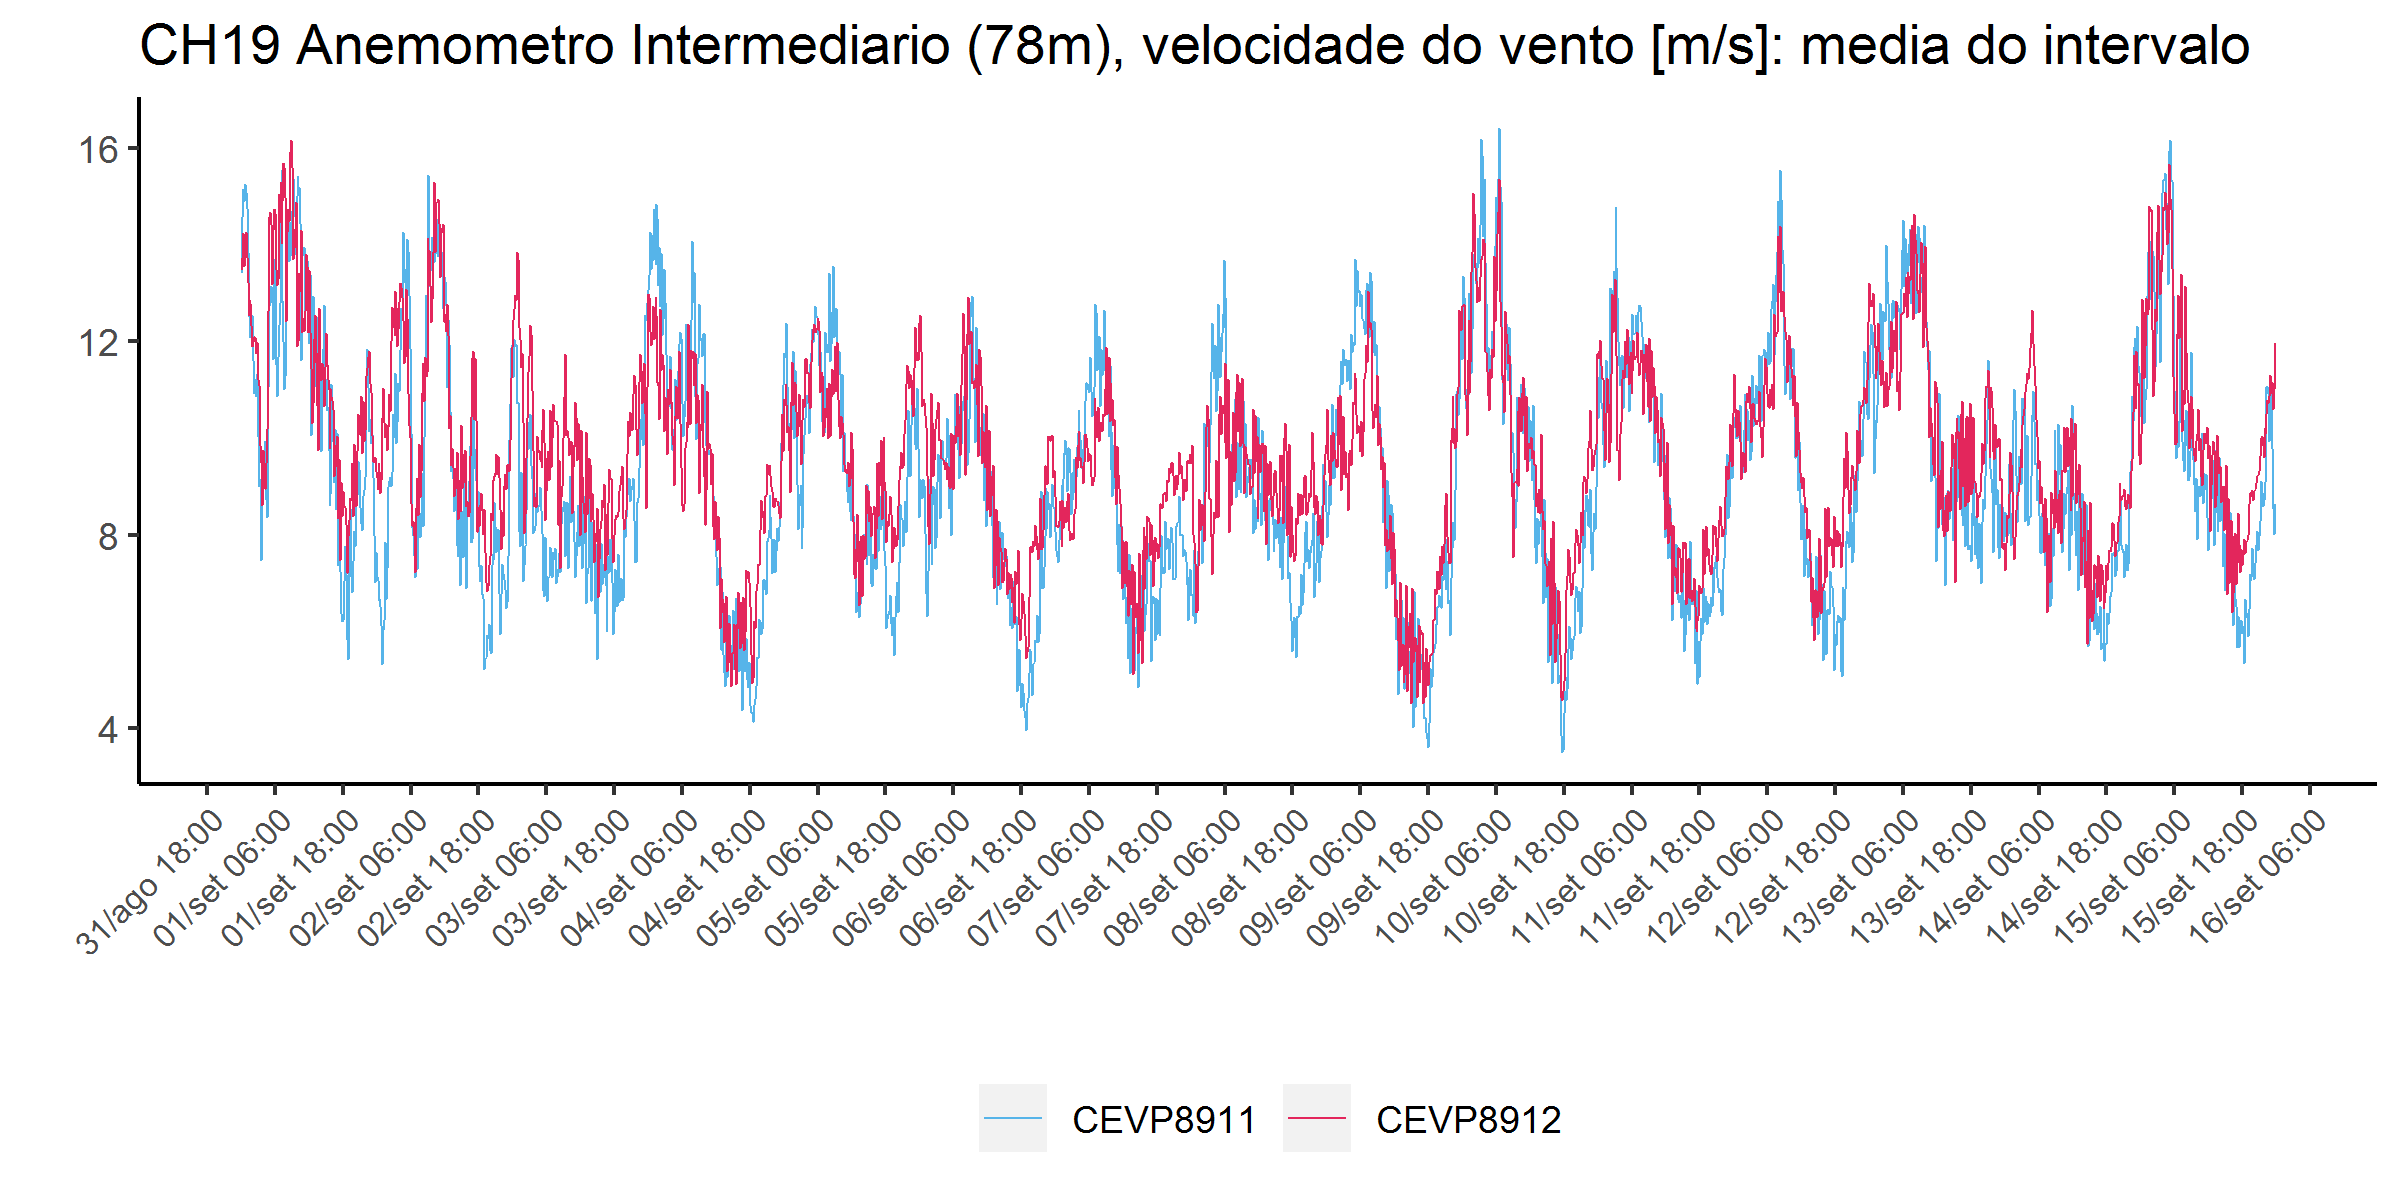 CH19 Anemometro Intermediario (78m), velocidade do vento [m/s]: media do intervalo
16
12
8
4
31/ago 18:00
01/set 06:00
01/set 18:00
02/set 06:00
02/set 18:00
03/set 06:00
03/set 18:00
04/set 06:00
04/set 18:00
05/set 06:00
05/set 18:00
06/set 06:00
06/set 18:00
07/set 06:00
07/set 18:00
08/set 06:00
08/set 18:00
09/set 06:00
09/set 18:00
10/set 06:00
10/set 18:00
11/set 06:00
11/set 18:00
12/set 06:00
12/set 18:00
13/set 06:00
13/set 18:00
14/set 06:00
14/set 18:00
15/set 06:00
15/set 18:00
16/set 06:00
CEVP8911 CEVP8912